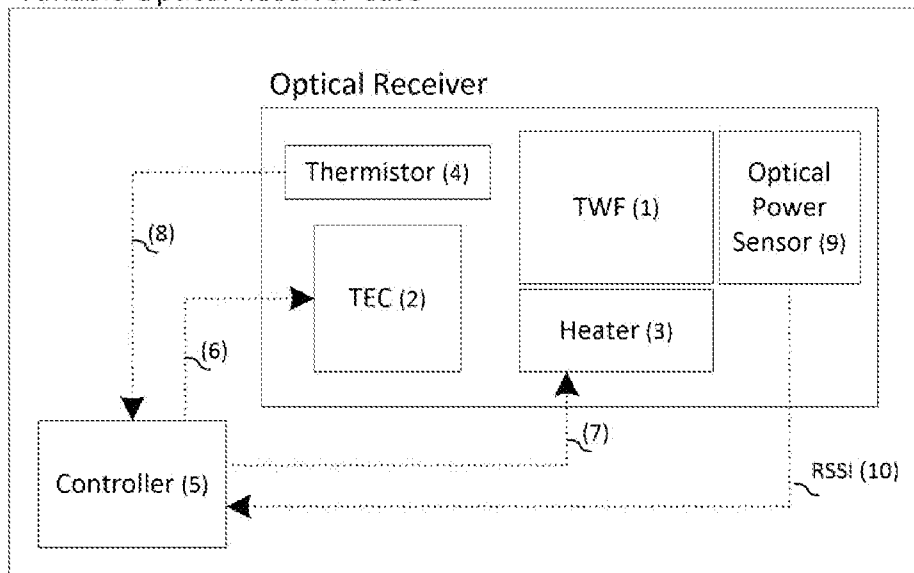 Optical Receiver
Thermistor (4)
TWF (1)
Optical
Power
Sensor (9)
(8)
TEC (2)
(6)
Heater (3)
(7)
Controller (5)
RSSI (10)